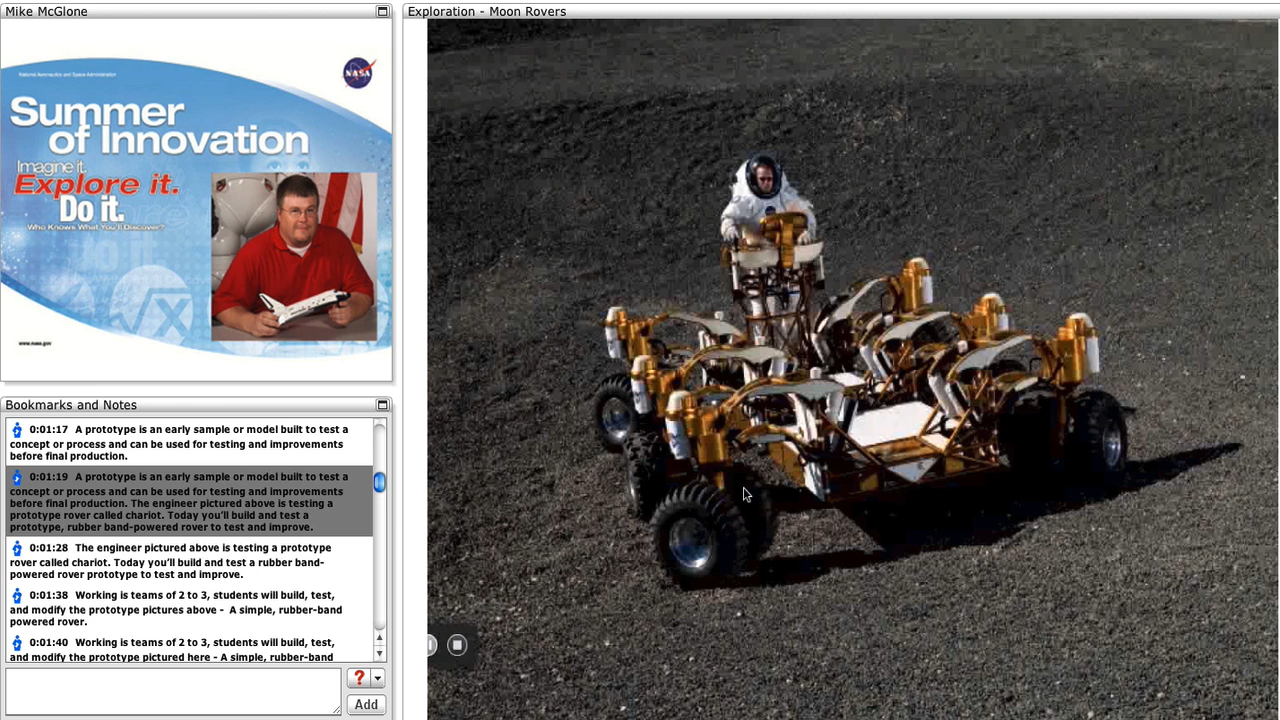 Mike McGlone
National Aeronautics and Space Administration
NASA
Summer
of Innovation
Imagine it.
Explore it.
Do it.
Who Knows What You'll Discover?
www.nasa.gov
Bookmarks and Notes
0:01:17 A prototype is an early sample or model built to test a
concept or process and can be used for testing and improvements
before final production.
0:01:19 A prototype is an early sample or model built to test a
concept or process and can be used for testing and improvements
before final production. The engineer pictured above is testing a
prototype rover called chariot. Today you'll build and test a
prototype, rubber band-powered rover to test and improve.
0:01:28 The engineer pictured above is testing a prototype
rover called chariot. Today you'll build and test a rubber band-
powered rover prototype to test and improve.
0:01:38 Working is teams of 2 to 3, students will build, test,
and modify the prototype pictures above - A simple, rubber-band
powered rover.
0:01:40 Working is teams of 2 to 3, students will build, test,
and modify the prototype pictured here - A simple, rubber-band
?
Add
Exploration - Moon Rovers